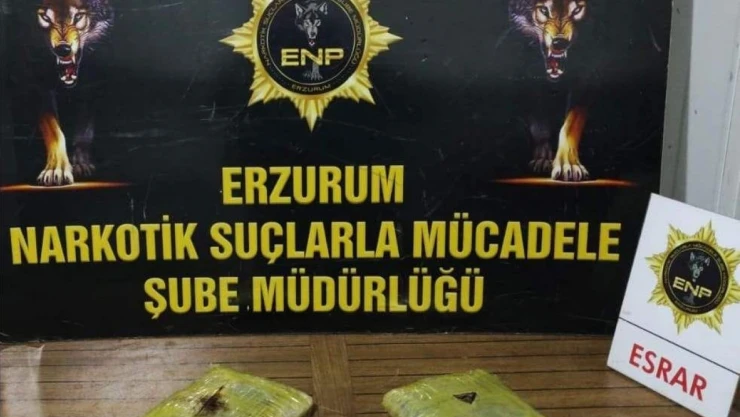 ENP
ERZURUM
ERZURUM
NARKOTİK SUÇLARLA MÜCADELE
ŞUBE MÜDÜRLÜĞÜ
ENP
ESRAR